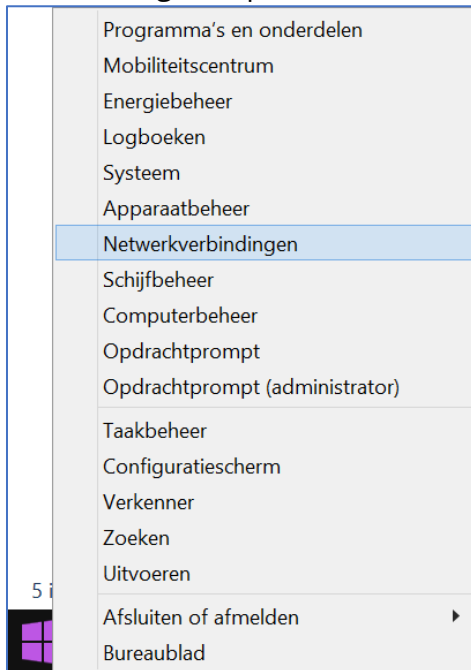 Programma's en onderdelen
Mobiliteitscentrum
Energiebeheer
Logboeken
Systeem
Apparaatbeheer
Netwerkverbindingen
Schijfbeheer
Computerbeheer
Opdrachtprompt
Opdrachtprompt (administrator)
Taakbeheer
Configuratiescherm
Verkenner
Zoeken
Uitvoeren
5 i
Afsluiten of afmelden
Bureaublad